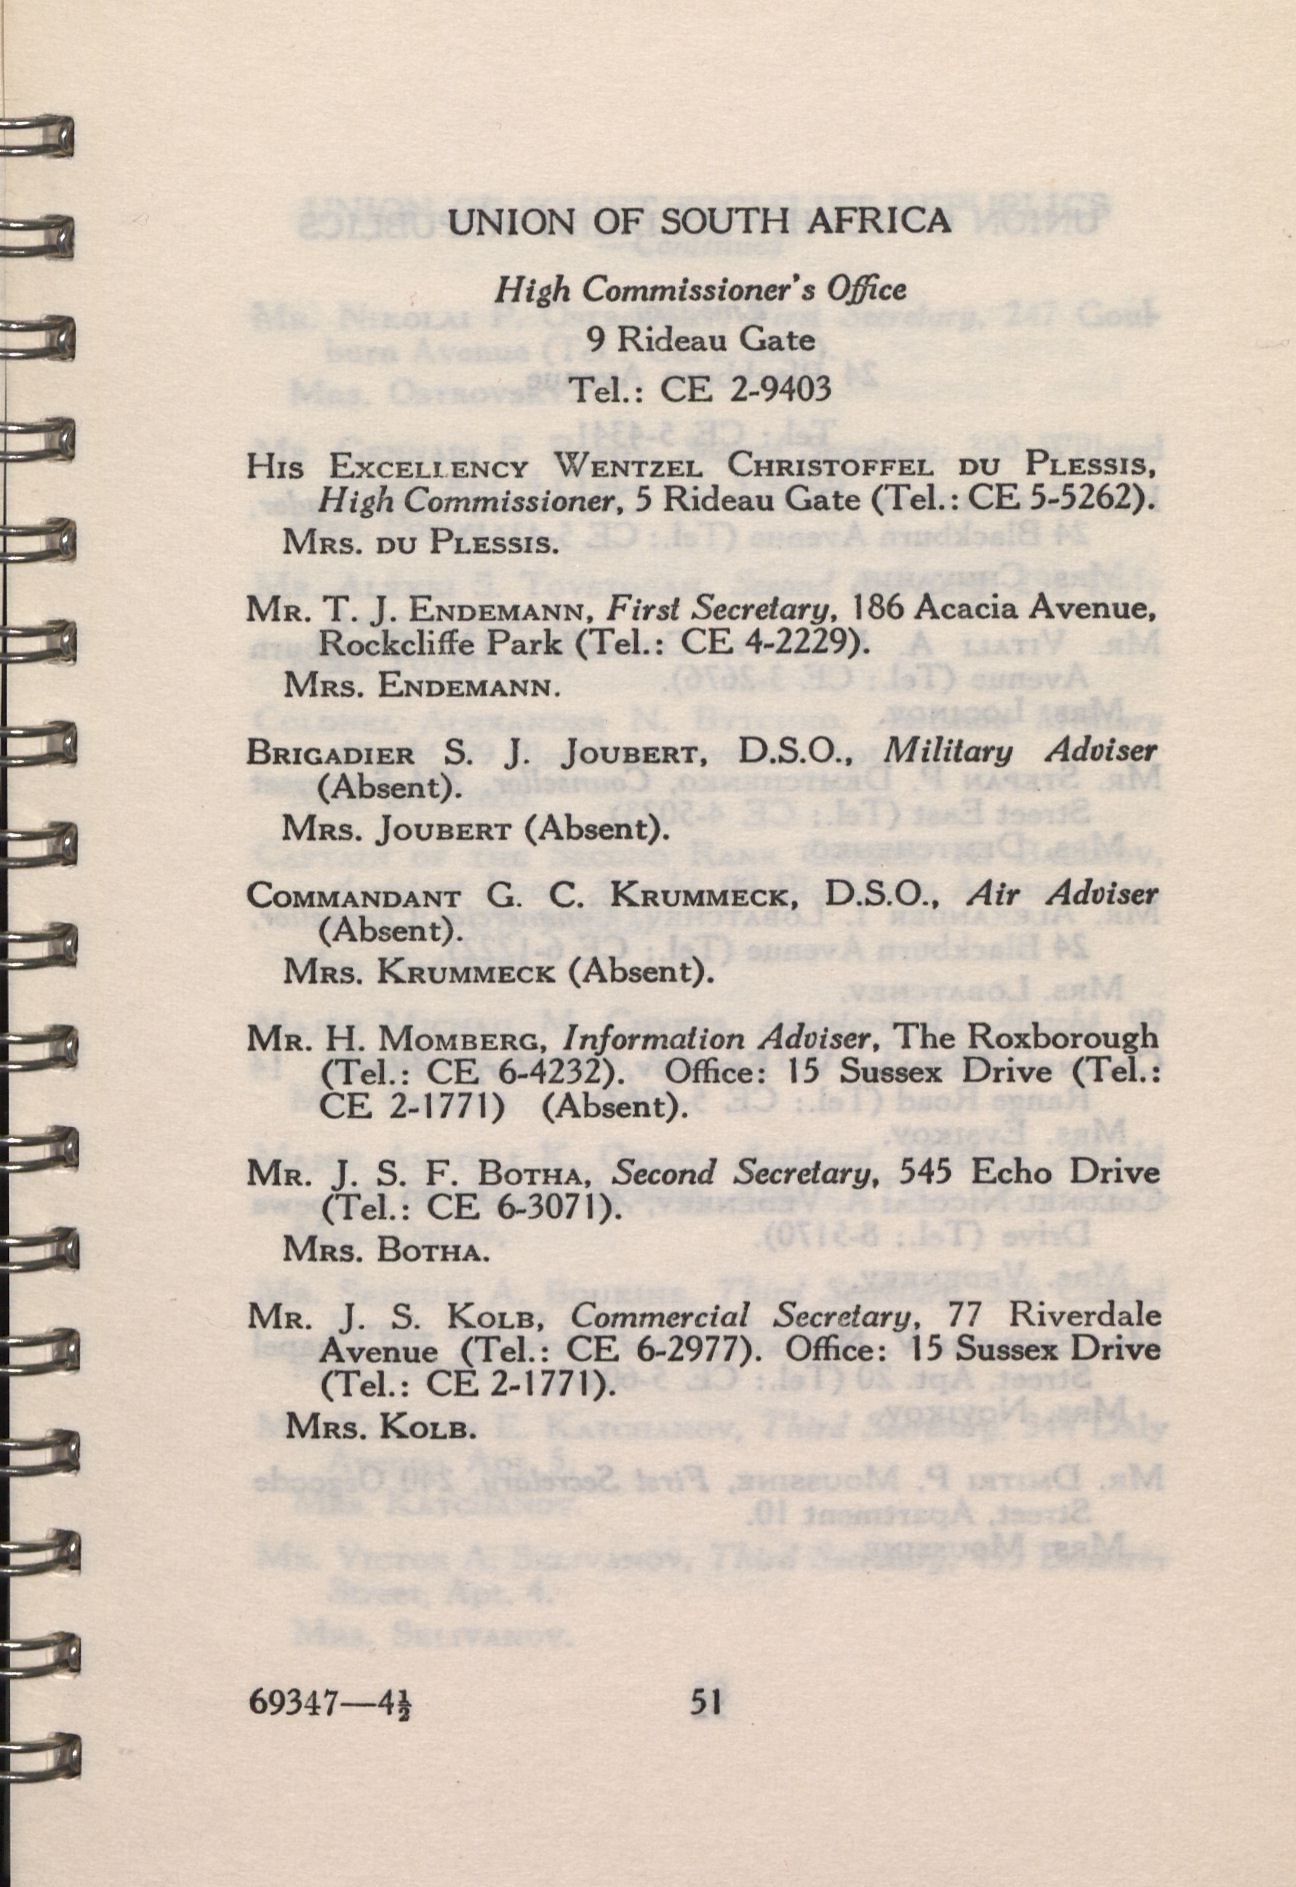 UNION OF SOUTH AFRICA
High Commissioner's Office
9 Rideau Gate
Tel.: CE 2-9403
HIS EXCELLENCY WENTZEL CHRISTOFFEL DU PLESSIS,
High Commissioner, 5 Rideau Gate (Tel.: CE 5-5262).
MRS. DU PLESSIS.
MR. T. J. ENDEMANN, First Secretary, 186 Acacia Avenue,
Rockcliffe Park (Tel.: CE 4-2229).
MRS. ENDEMANN.
BRIGADIER S. J. JOUBERT, D.S.O., Military Adviser
(Absent).
MRS. JOUBERT (Absent).
COMMANDANT G. C. KRUMMECK, D.S.O., Air Adviser
(Absent).
MRS. KRUMMECK (Absent).
MR. H. MOMBERG, Information Adviser, The Roxborough
(Tel.: CE 6-4232). Office: 15 Sussex Drive (Tel.:
CE 2-1771) (Absent).
MR. J. S. F. BOTHA, Second Secretary, 545 Echo Drive
(Tel.: CE 6-3071).
MRS. BOTHA.
MR. J. S. KOLB, Commercial Secretary, 77 Riverdale
Avenue (Tel.: CE 6-2977). Office: 15 Sussex Drive
(Tel.: CE 2-1771).
MRS. KOLB.
69347—4½
51